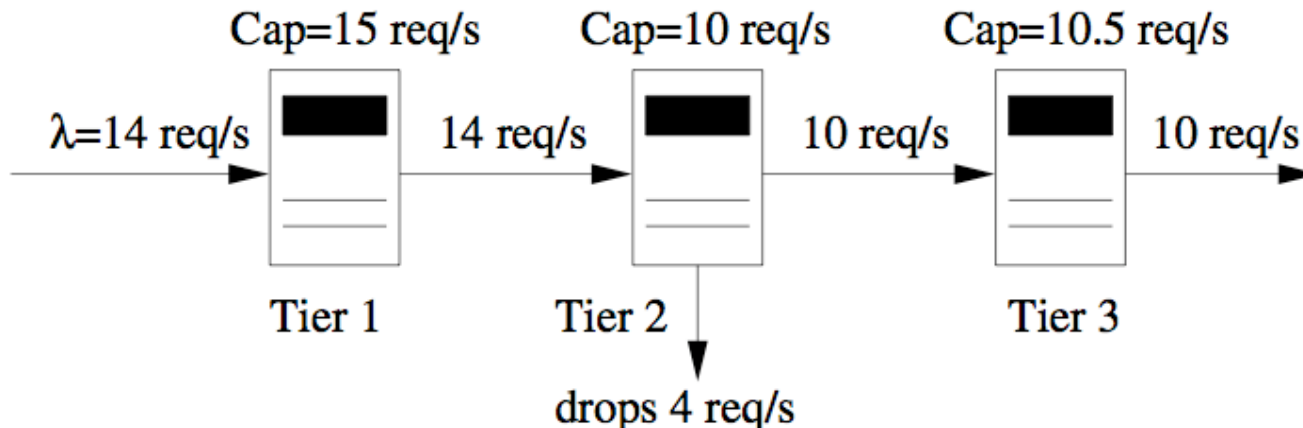 Cap=15 req/s
Cap=10 req/s
Cap=10.5 req/s
λ=14 req/s
14 req/s
10 req/s
10 req/s
Tier 1
Tier 2
Tier 3
drops 4 req/s